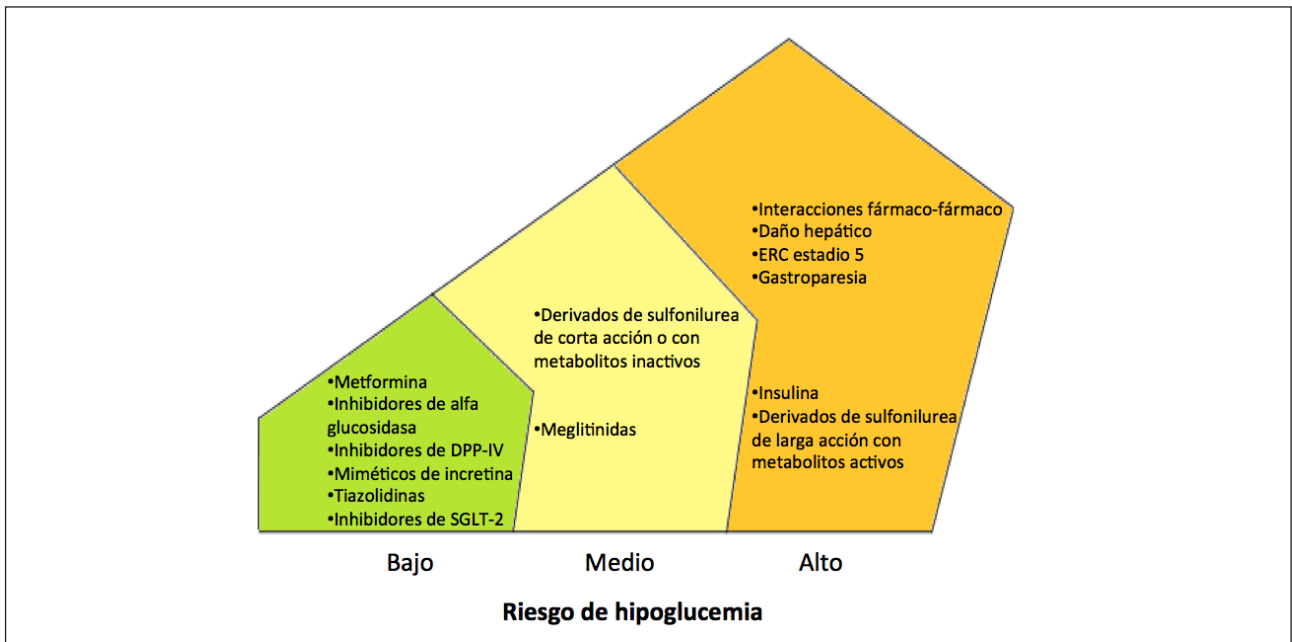 •Metformina
•Inhibidores de alfa
glucosidasa
•Inhibidores de DPP-IV
•Miméticos de incretina
•Tiazolidinas
•Inhibidores de SGLT-2
•Derivados de sulfonilurea
de corta acción o con
metabolitos inactivos
•Meglitinidas
•Interacciones fármaco-fármaco
•Daño hepático
•ERC estadio 5
•Gastroparesia
•Insulina
•Derivados de sulfonilurea
de larga acción con
metabolitos activos
Bajo
Medio
Alto
Riesgo de hipoglucemia